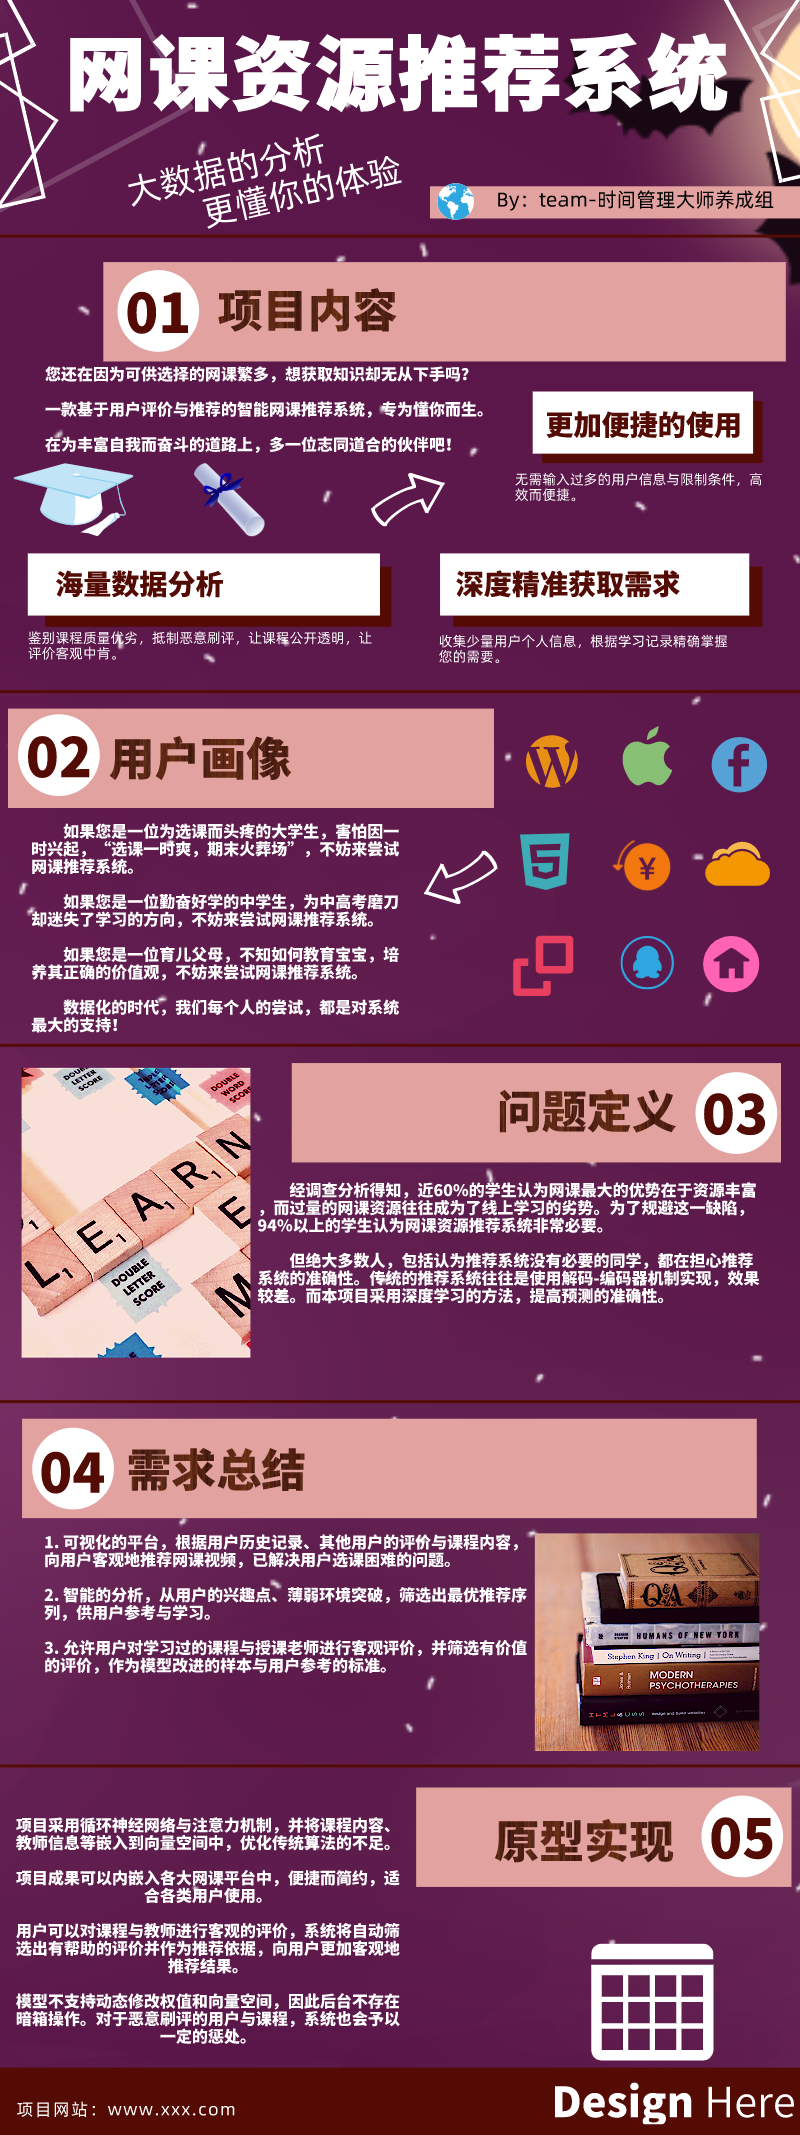 网课资源推荐系统
大数据的分析
更懂你的体验
By：team-时间管理大师养成组
01 项目内容
您还在因为可供选择的网课繁多，想获取知识却无从下手吗？
一款基于用户评价与推荐的智能网课推荐系统，专为懂你而生。
在为丰富自我而奋斗的道路上，多一位志同道合的伙伴吧！
更加便捷的使用
无需输入过多的用户信息与限制条件，高
效而便捷。
海量数据分析
鉴别课程质量优劣，抵制恶意刷评，让课程公开透明，让
评价客观中肯。
深度精准获取需求
收集少量用户个人信息，根据学习记录精确掌握
您的需要。
02 用户画像
如果您是一位为选课而头疼的大学生，害怕因一
时兴起，“选课一时爽，期末火葬场”，不妨来尝试
网课推荐系统。
如果您是一位勤奋好学的中学生，为中高考磨刀
却迷失了学习的方向，不妨来尝试网课推荐系统。
如果您是一位育儿父母，不知如何教育宝宝，培
养其正确的价值观，不妨来尝试网课推荐系统。
数据化的时代，我们每个人的尝试，都是对系统
最大的支持！
DOUBLE
LETTER
SCORE
DOUBLE
WORD
SCORE
L E A R N
E
M
DOUBLE
LETTER
SCORE
问题定义 03
经调查分析得知，近60%的学生认为网课最大的优势在于资源丰富
，而过量的网课资源往往成为了线上学习的劣势。为了规避这一缺陷，
94%以上的学生认为网课资源推荐系统非常必要。
但绝大多数人，包括认为推荐系统没有必要的同学，都在担心推荐
系统的准确性。传统的推荐系统往往是使用解码-编码器机制实现，效果
较差。而本项目采用深度学习的方法，提高预测的准确性。
04 需求总结
1. 可视化的平台，根据用户历史记录、其他用户的评价与课程内容，
向用户客观地推荐网课视频，已解决用户选课困难的问题。
2. 智能的分析，从用户的兴趣点、薄弱环境突破，筛选出最优推荐序
列，供用户参考与学习。
3. 允许用户对学习过的课程与授课老师进行客观评价，并筛选有价值
的评价，作为模型改进的样本与用户参考的标准。
Q&A
HUMANS OF NEW YORK
Stephen King | On Writing |
MODERN
PSYCHOTHERAPIES
HTML & CSS design and build websites
原型实现 05
项目采用循环神经网络与注意力机制，并将课程内容、
教师信息等嵌入到向量空间中，优化传统算法的不足。
项目成果可以内嵌入各大网课平台中，便捷而简约，适
合各类用户使用。
用户可以对课程与教师进行客观的评价，系统将自动筛
选出有帮助的评价并作为推荐依据，向用户更加客观地
推荐结果。
模型不支持动态修改权值和向量空间，因此后台不存在
暗箱操作。对于恶意刷评的用户与课程，系统也会予以
一定的惩处。
项目网站：www.xxx.com
Design Here